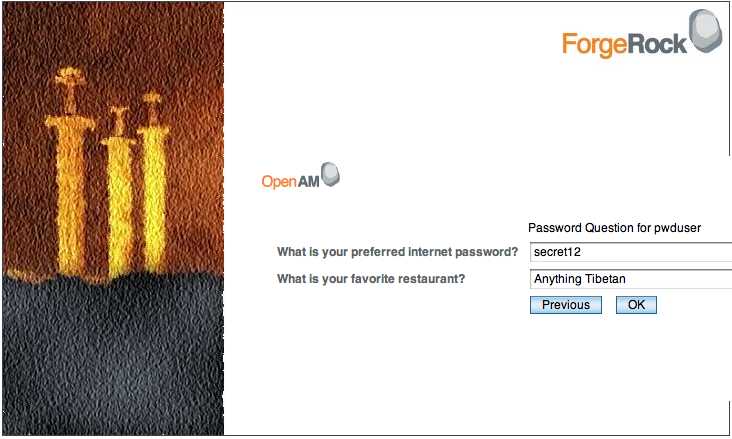 ForgeRock
OpenAM
Password Question for pwduser
What is your preferred internet password? secret12
What is your favorite restaurant? Anything Tibetan
Previous OK